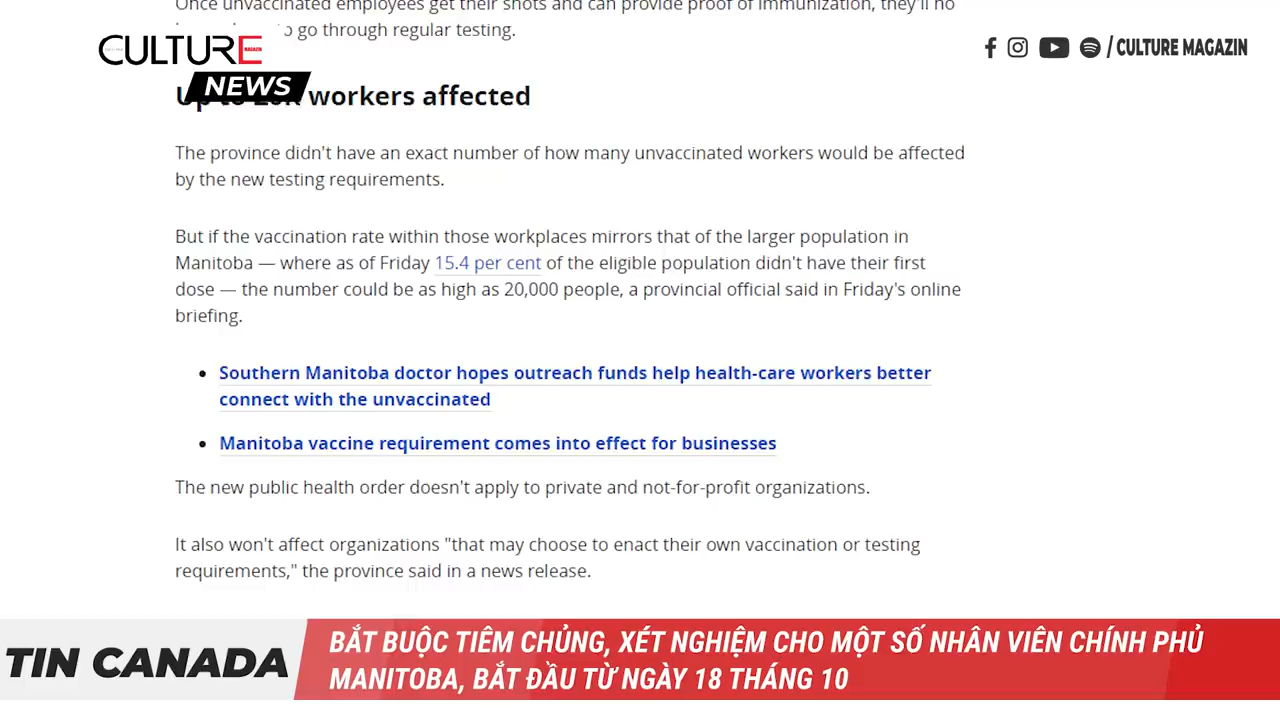 Once unvaccinated employees get their shots and can provide proof of immunization, they'll no
go through regular testing.
CULTURE
NEWS
/ CULTURE MAGAZIN
Up to 20K workers affected
The province didn't have an exact number of how many unvaccinated workers would be affected
by the new testing requirements.
But if the vaccination rate within those workplaces mirrors that of the larger population in
Manitoba — where as of Friday 15.4 per cent of the eligible population didn't have their first
dose — the number could be as high as 20,000 people, a provincial official said in Friday's online
briefing.
• Southern Manitoba doctor hopes outreach funds help health-care workers better
connect with the unvaccinated
• Manitoba vaccine requirement comes into effect for businesses
The new public health order doesn't apply to private and not-for-profit organizations.
It also won't affect organizations "that may choose to enact their own vaccination or testing
requirements," the province said in a news release.
TIN CANADA
BẮT BUỘC TIÊM CHỦNG, XÉT NGHIỆM CHO MỘT SỐ NHÂN VIÊN CHÍNH PHỦ
MANITOBA, BẮT ĐẦU TỪ NGÀY 18 THÁNG 10